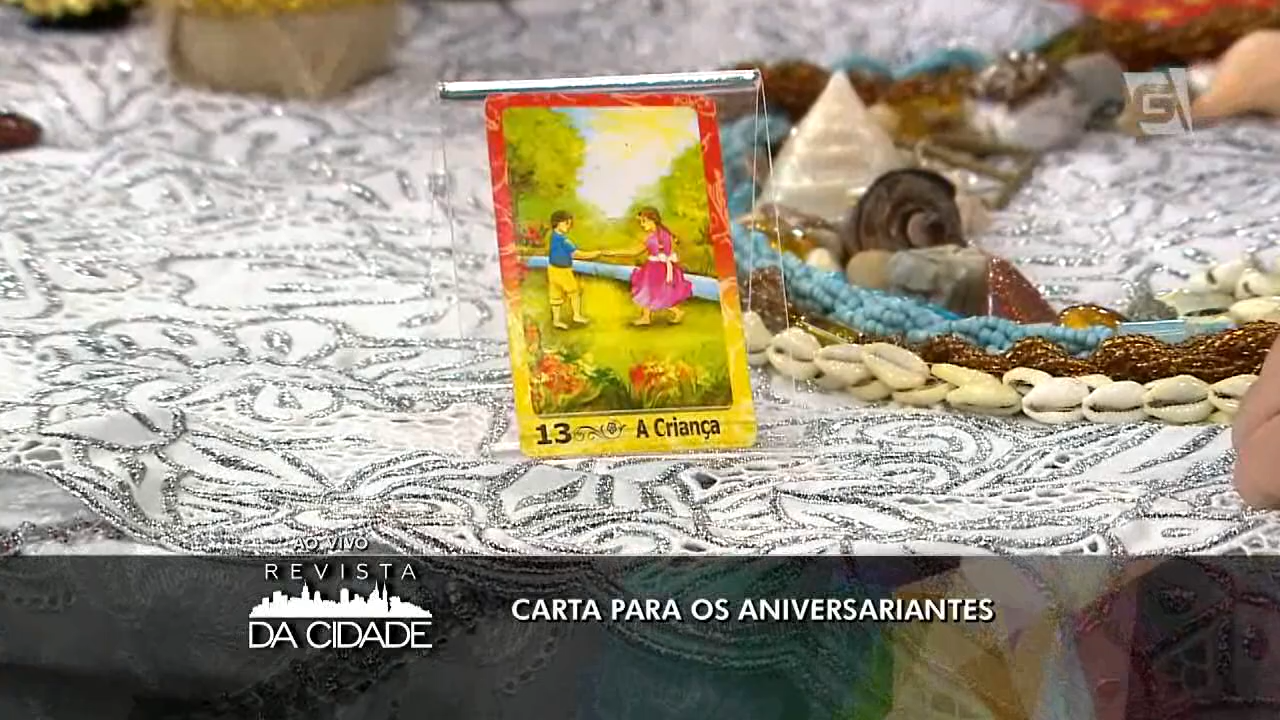 G
13 A Criança
AO VIVO
REVISTA
DA CIDADE
CARTA PARA OS ANIVERSARIANTES